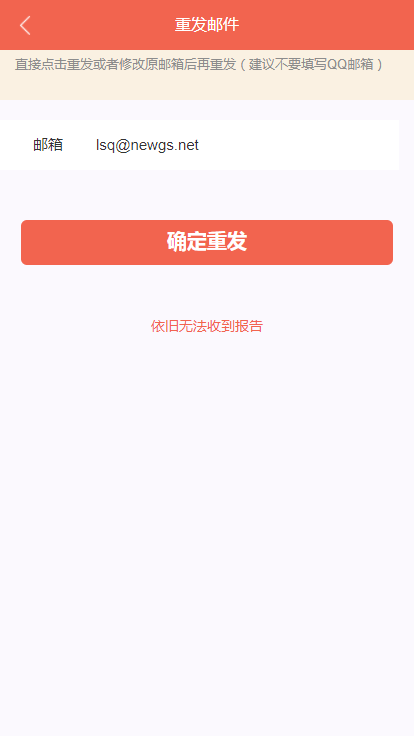 重发邮件
直接点击重发或者修改原邮箱后再重发（建议不要填写QQ邮箱）
邮箱 lsq@newgs.net
确定重发
依旧无法收到报告